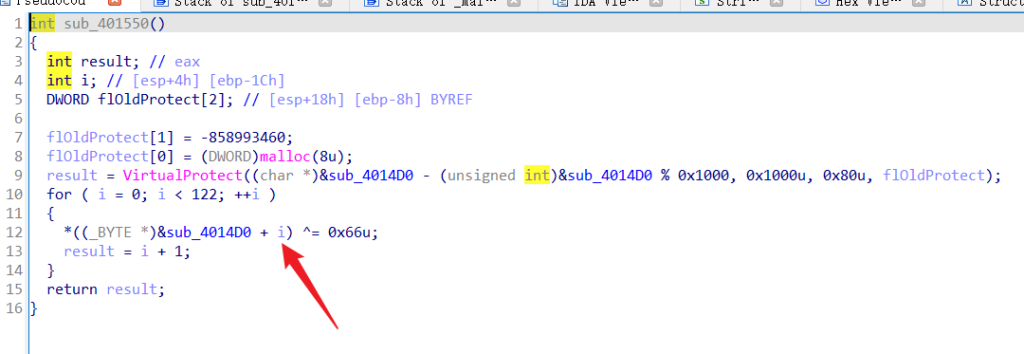 Pseudocod
Stack of sub_401···
Stack of _mai···
IDA Vie···
Stri···
Hex Vie···
Struct
1 int sub_401550()
2 {
3 int result; // eax
4 int i; // [esp+4h] [ebp-1Ch]
5 DWORD flOldProtect[2]; // [esp+18h] [ebp-8h] BYREF
6
7 flOldProtect[1] = -858993460;
8 flOldProtect[0] = (DWORD)malloc(8u);
9 result = VirtualProtect((char *)&sub_4014D0 - (unsigned int)&sub_4014D0 % 0x1000, 0x1000u, 0x80u, flOldProtect);
10 for ( i = 0; i < 122; ++i )
11 {
12 *((_BYTE *)&sub_4014D0 + i) ^= 0x66u;
13 result = i + 1;
14 }
15 return result;
16 }